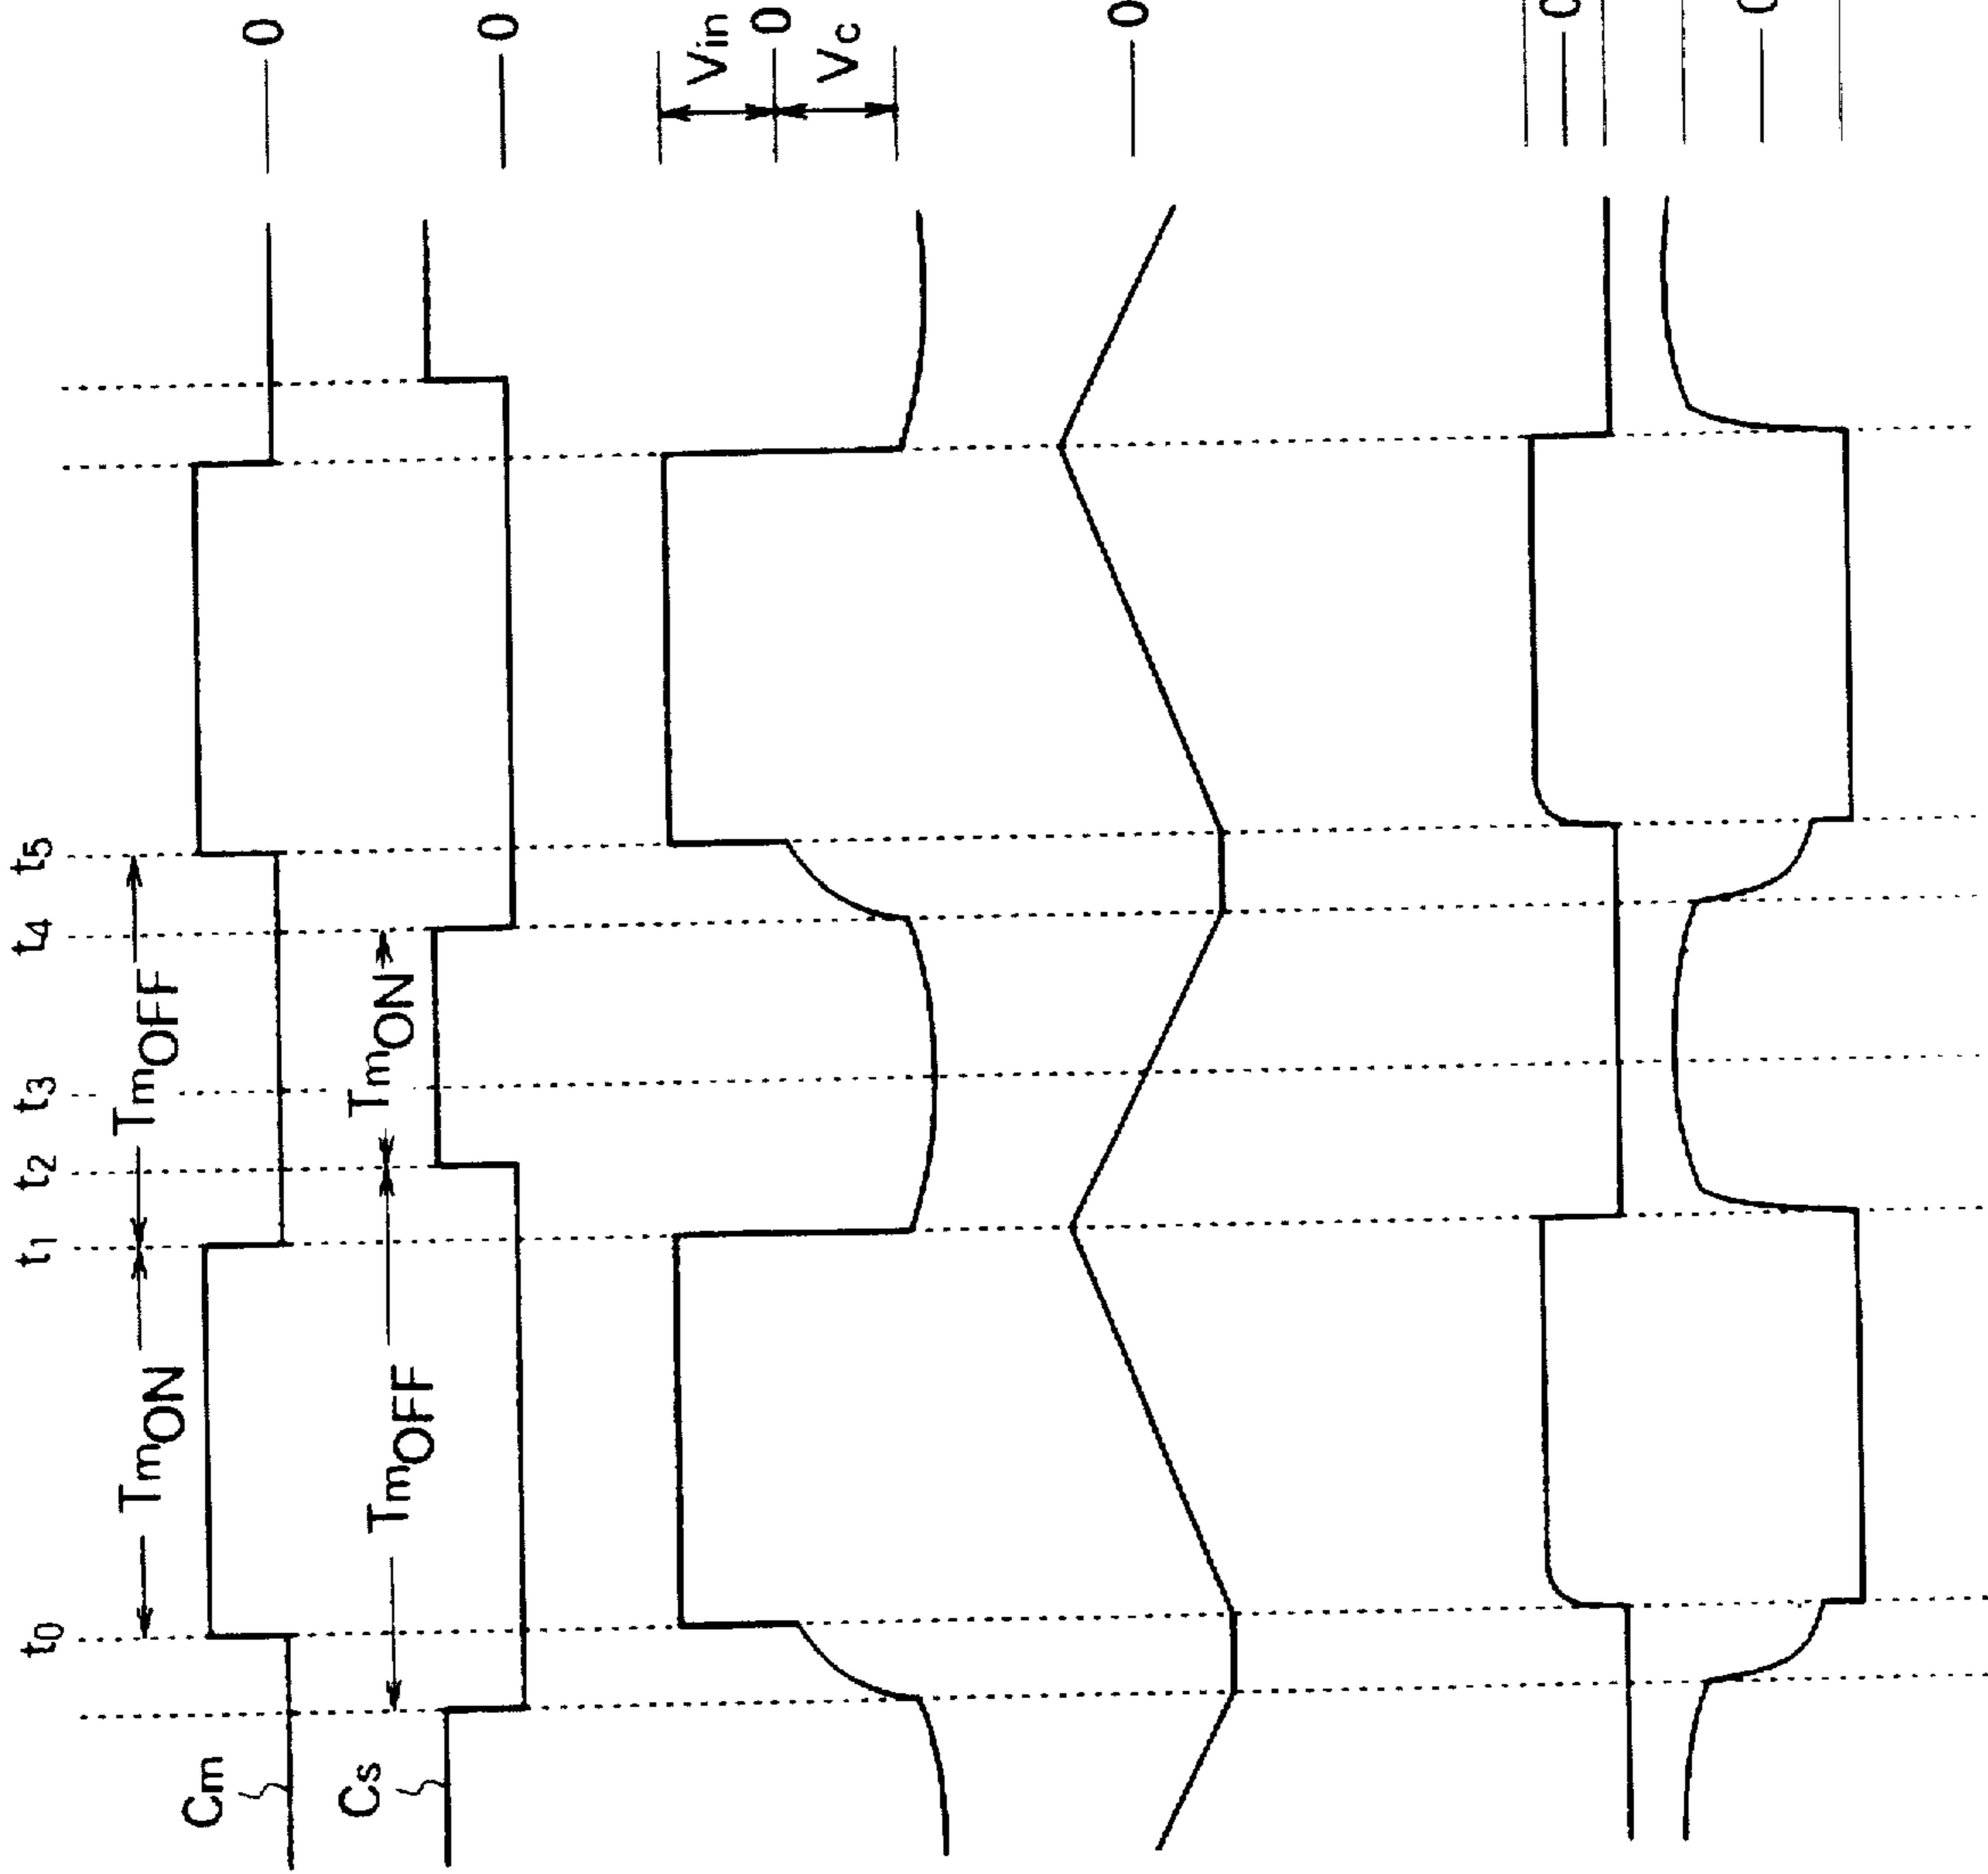 t0 t1 t2 t3 t4 t5
TmON TmOFF
Cm 0
TmOFF TmON
Cs 0
Vin
0
Vc
0